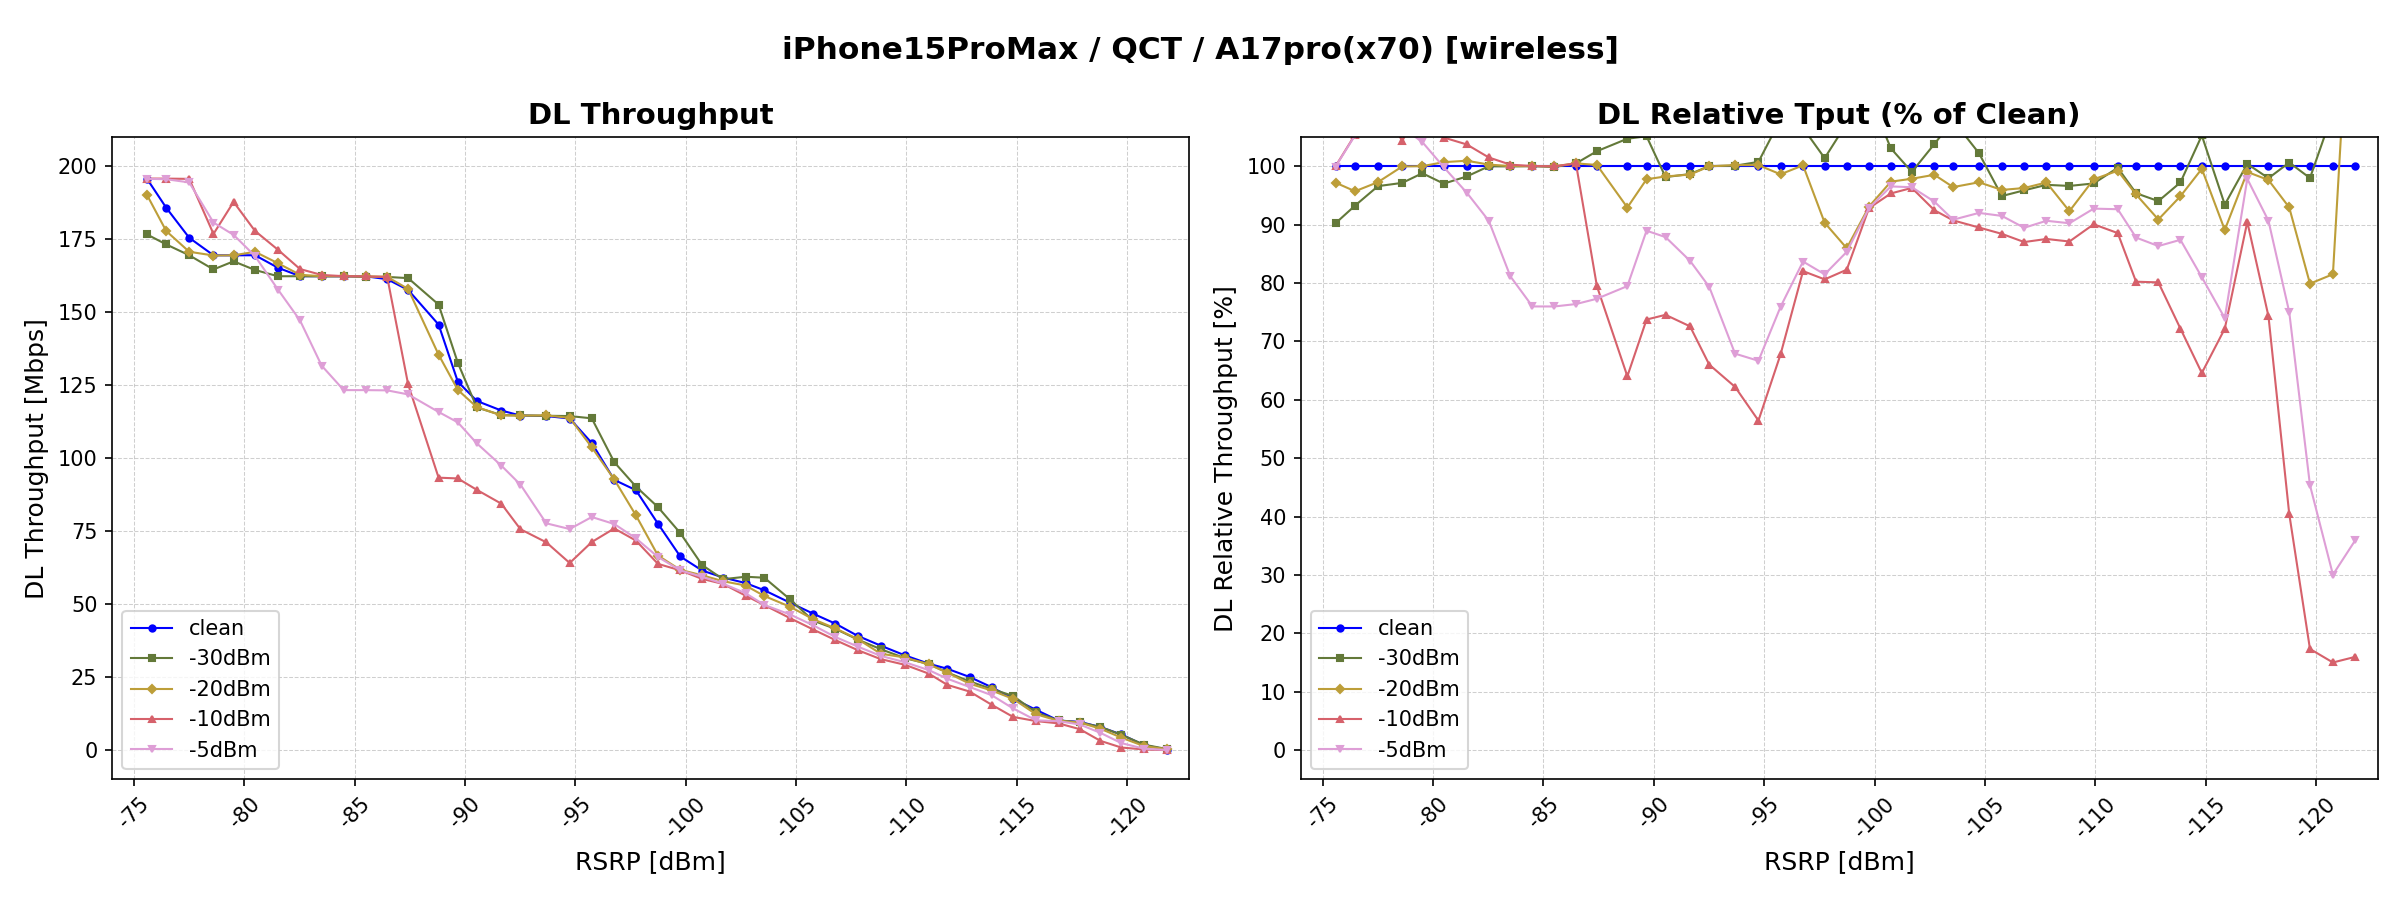 iPhone15ProMax / QCT / A17pro(x70) [wireless]
DL Throughput
DL Throughput [Mbps]
200
175
150
125
100
75
50
25
0
clean
-30dBm
-20dBm
-10dBm
-5dBm
-75
-80
-85
-90
-95
-100
-105
-110
-115
-120
RSRP [dBm]
DL Relative Tput (% of Clean)
DL Relative Throughput [%]
100
90
80
70
60
50
40
30
20
10
0
clean
-30dBm
-20dBm
-10dBm
-5dBm
-75
-80
-85
-90
-95
-100
-105
-110
-115
-120
RSRP [dBm]